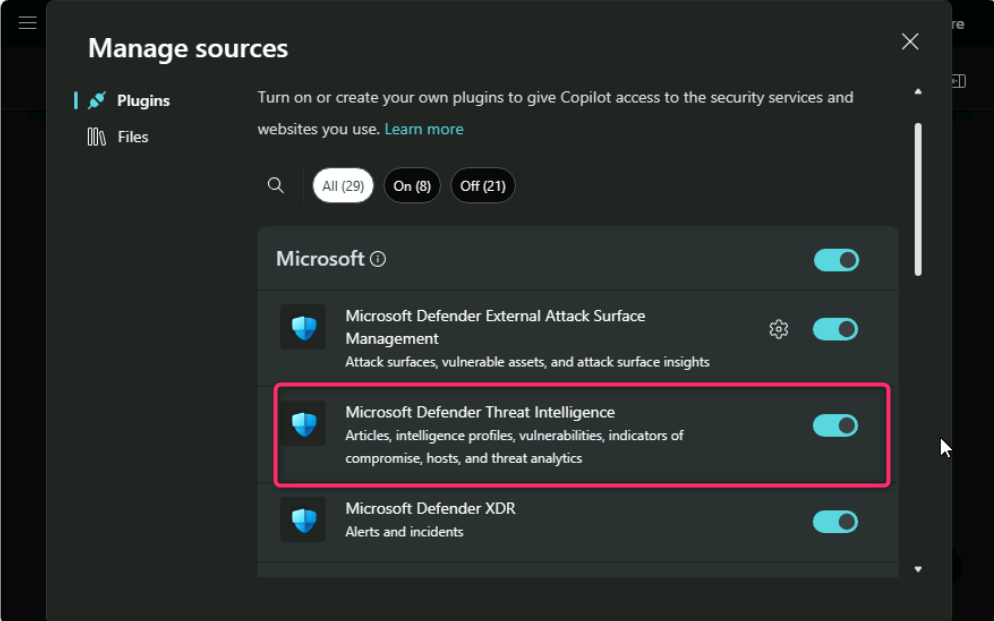 re
Manage sources
Plugins
Files
Turn on or create your own plugins to give Copilot access to the security services and
websites you use. Learn more
All (29) On (8) Off (21)
Microsoft
Microsoft Defender External Attack Surface
Management
Attack surfaces, vulnerable assets, and attack surface insights
Microsoft Defender Threat Intelligence
Articles, intelligence profiles, vulnerabilities, indicators of
compromise, hosts, and threat analytics
Microsoft Defender XDR
Alerts and incidents